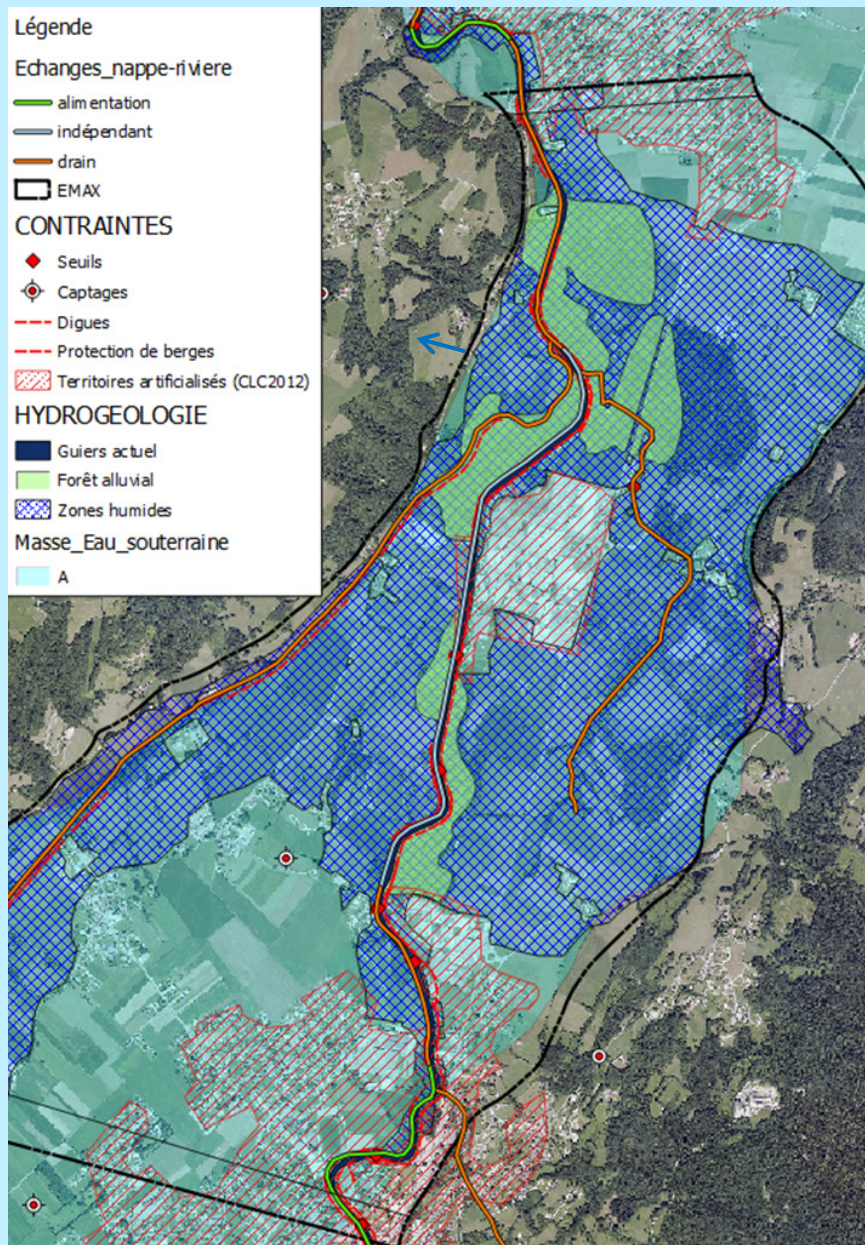 Légende
Echanges_nappe-riviere
alimentation
indépendant
drain
EMAX
CONTRAINTES
Seuils
Captages
Digues
Protection de berges
Territoires artificialisés (CLC2012)
HYDROGEOLOGIE
Guiers actuel
Forêt alluvial
Zones humides
Masse_Eau_souterraine
A